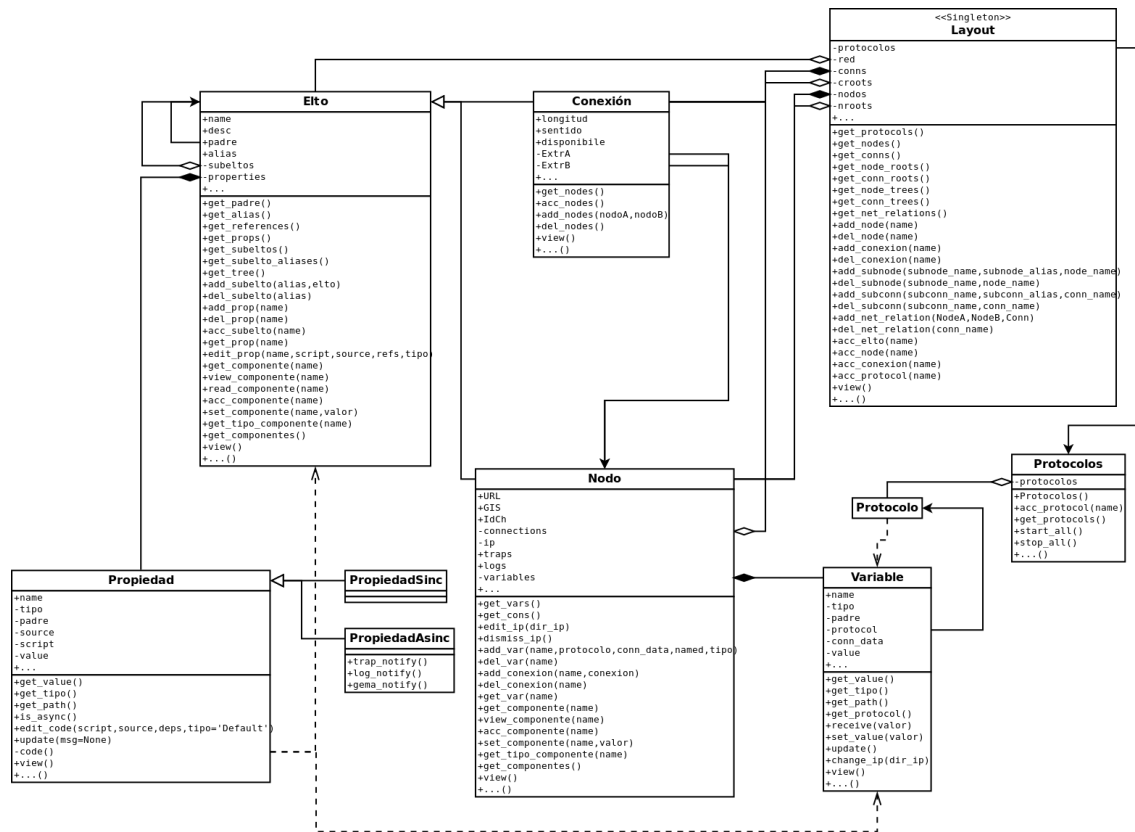 <<Singleton>>
Layout
-protocolos
-red
-conns
-croots
-nodos
-nroots
+...
+get_protocols()
+get_nodes()
+get_conns()
+get_node_roots()
+get_conn_roots()
+get_node_trees()
+get_conn_trees()
+get_net_relations()
+add_node(name)
+del_node(name)
+add_conexion(name)
+del_conexion(name)
+add_subnode(subnode_name,subnode_alias,node_name)
+del_subnode(subnode_name,node_name)
+add_subconn(subconn_name,subconn_alias,conn_name)
+del_subconn(subconn_name,conn_name)
+add_net_relation(NodeA,NodeB,Conn)
+del_net_relation(conn_name)
+acc_elto(name)
+acc_node(name)
+acc_conexion(name)
+acc_protocol(name)
+view()
+...()
Elto
+name
+desc
+padre
+alias
-subeltos
-properties
+...
+get_padre()
+get_alias()
+get_references()
+get_props()
+get_subeltos()
+get_subelto_aliases()
+get_tree()
+add_subelto(alias,elto)
+del_subelto(alias)
+add_prop(name)
+del_prop(name)
+acc_subelto(name)
+get_prop(name)
+edit_prop(name,script,source,refs,tipo)
+get_componente(name)
+view_componente(name)
+read_componente(name)
+acc_componente(name)
+set_componente(name,valor)
+get_tipo_componente(name)
+get_componentes()
+view()
+...()
Conexión
+longitud
+sentido
+disponibile
-ExtrA
-ExtrB
+...
+get_nodes()
+acc_nodes()
+add_nodes(nodoA,nodoB)
+del_nodes()
+view()
+...()
Nodo
+URL
+GIS
+IdCh
-connections
-ip
+traps
+logs
-variables
+...
+get_vars()
+get_cons()
+edit_ip(dir_ip)
+dismiss_ip()
+add_var(name,protocolo,conn_data,named,tipo)
+del_var(name)
+add_conexion(name,conexion)
+del_conexion(name)
+get_var(name)
+get_componente(name)
+view_componente(name)
+acc_componente(name)
+set_componente(name,valor)
+get_tipo_componente(name)
+get_componentes()
+view()
+...()
Protocolos
-protocolos
+Protocolos()
+acc_protocol(name)
+get_protocols()
+start_all()
+stop_all()
+...()
Protocolo
Variable
+name
-tipo
-padre
-protocol
-conn_data
-value
+...
+get_value()
+get_tipo()
+get_path()
+get_protocol()
+receive(valor)
+set_value(valor)
+update()
+change_ip(dir_ip)
+view()
+...()
Propiedad
+name
-tipo
-padre
-source
-script
-value
+...
+get_value()
+get_tipo()
+get_path()
+is_async()
+edit_code(script,source,deps,tipo='Default')
+update(msg=None)
-code()
+view()
+...()
PropiedadSinc
PropiedadAsinc
+trap_notify()
+log_notify()
+gema_notify()